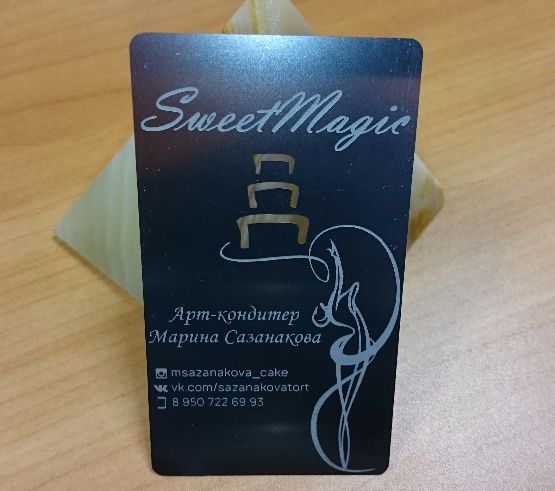 SweetMagic
Арт-кондитер
Марина Сазанакова
msazanakova_cake
vk.com/sazanakovatort
8 950 722 69 93